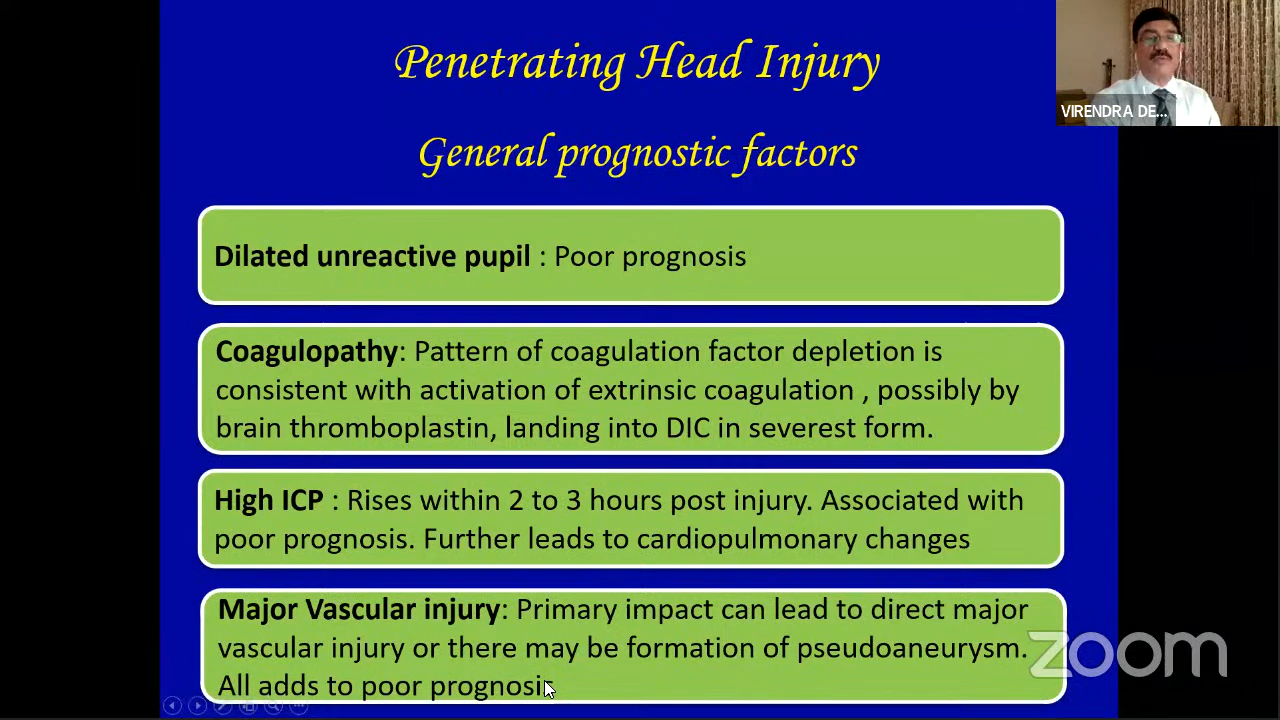 Penetrating Head Injury
VIRENDRA DE...
General prognostic factors
Dilated unreactive pupil : Poor prognosis
Coagulopathy: Pattern of coagulation factor depletion is
consistent with activation of extrinsic coagulation , possibly by
brain thromboplastin, landing into DIC in severest form.
High ICP : Rises within 2 to 3 hours post injury. Associated with
poor prognosis. Further leads to cardiopulmonary changes
Major Vascular injury: Primary impact can lead to direct major
vascular injury or there may be formation of pseudoaneurysm.
All adds to poor prognosis
zoom